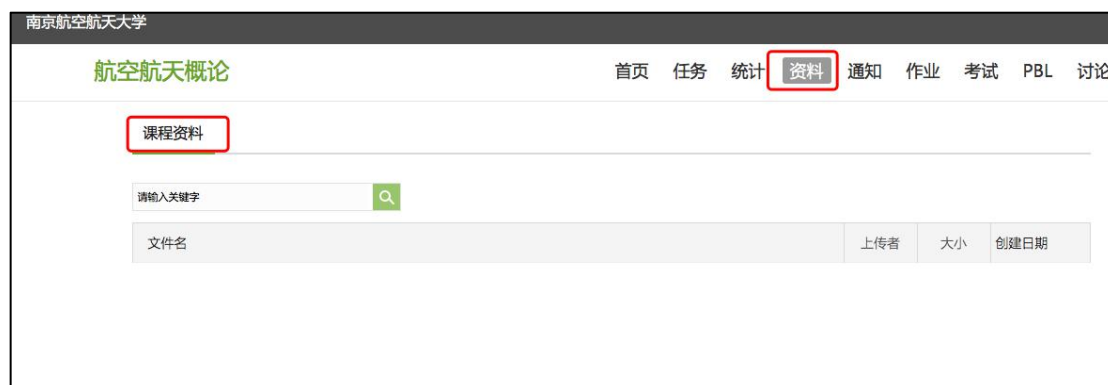 南京航空航天大学
航空航天概论 首页 任务 统计 资料 通知 作业 考试 PBL 讨论
课程资料
请输入关键字
文件名 上传者 大小 创建日期